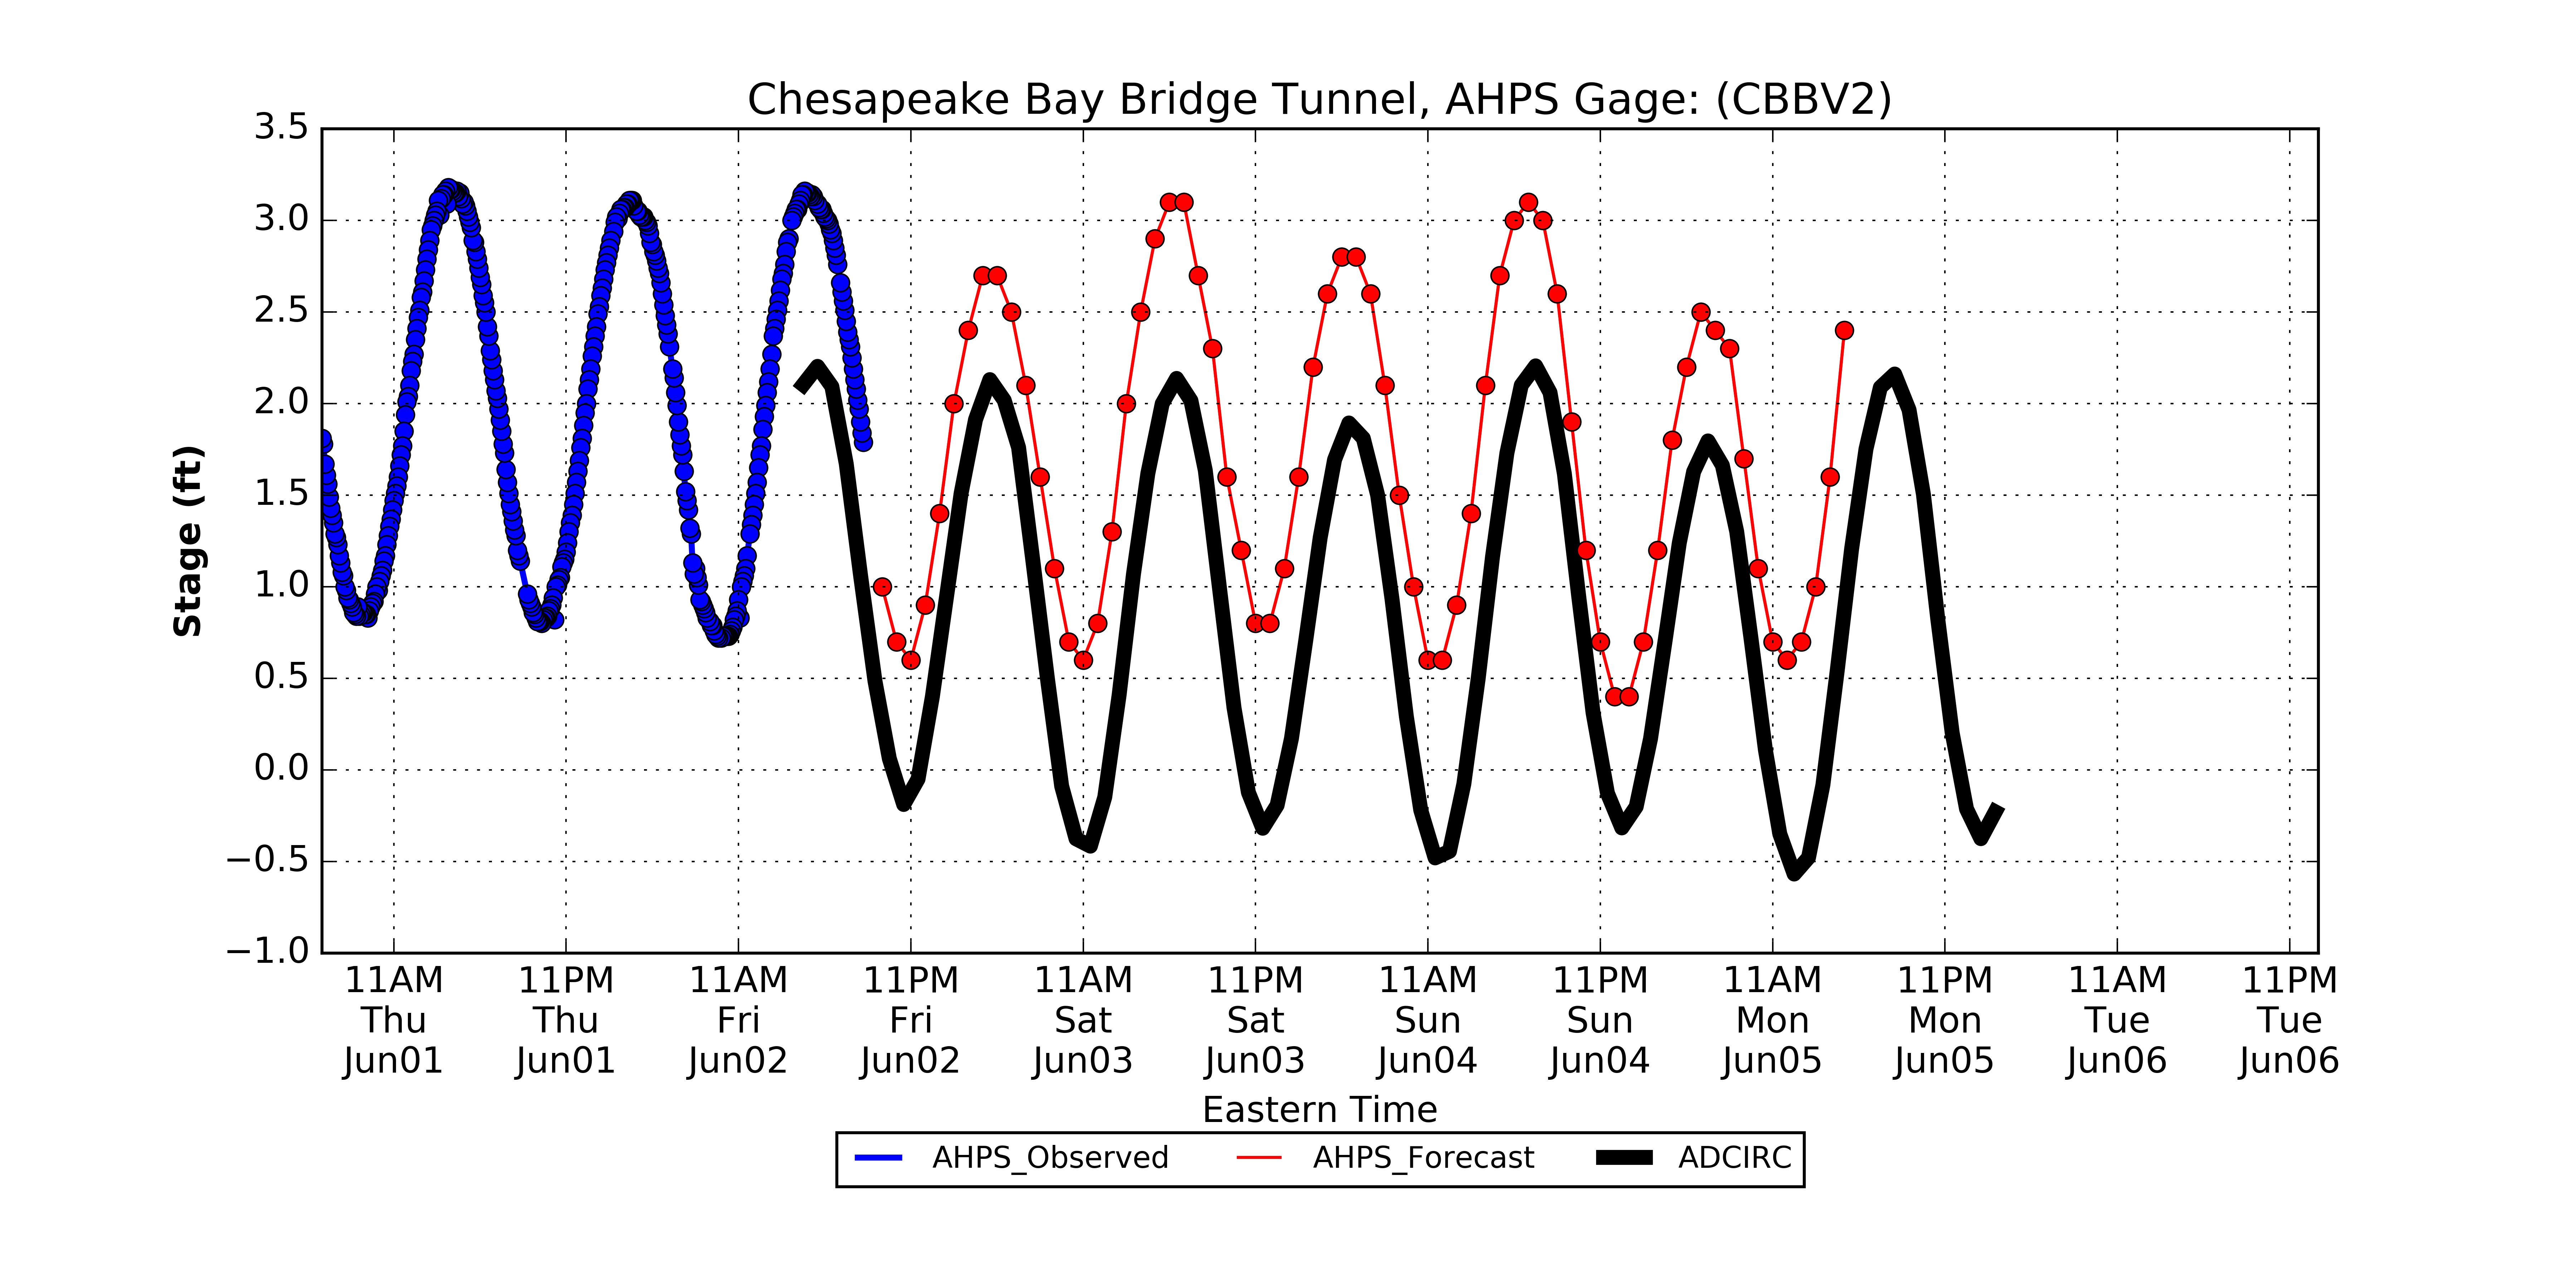 Chesapeake Bay Bridge Tunnel, AHPS Gage: (CBBV2)
3.5
3.0
2.5
2.0
1.5
1.0
0.5
0.0
−0.5
−1.0
Stage (ft)
11AM 11PM 11AM 11PM 11AM 11PM 11AM 11PM 11AM 11PM 11AM 11PM
Thu Thu Fri Fri Sat Sat Sun Sun Mon Mon Tue Tue
Jun01 Jun01 Jun02 Jun02 Jun03 Jun03 Jun04 Jun04 Jun05 Jun05 Jun06 Jun06
Eastern Time
AHPS_Observed AHPS_Forecast ADCIRC